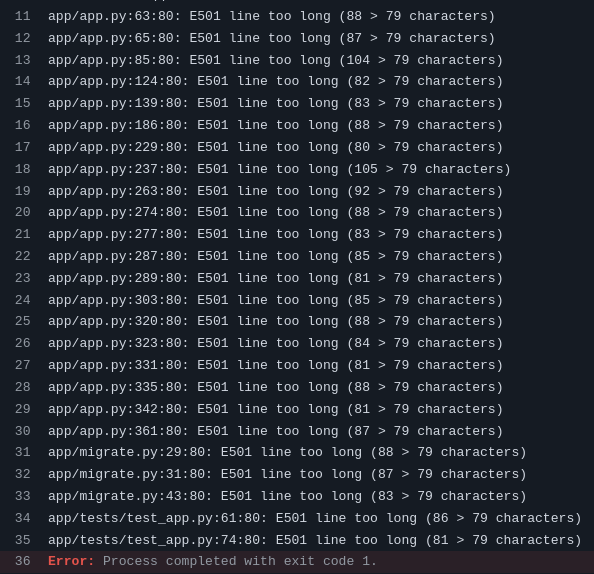 11 app/app.py:63:80: E501 line too long (88 > 79 characters)
12 app/app.py:65:80: E501 line too long (87 > 79 characters)
13 app/app.py:85:80: E501 line too long (104 > 79 characters)
14 app/app.py:124:80: E501 line too long (82 > 79 characters)
15 app/app.py:139:80: E501 line too long (83 > 79 characters)
16 app/app.py:186:80: E501 line too long (88 > 79 characters)
17 app/app.py:229:80: E501 line too long (80 > 79 characters)
18 app/app.py:237:80: E501 line too long (105 > 79 characters)
19 app/app.py:263:80: E501 line too long (92 > 79 characters)
20 app/app.py:274:80: E501 line too long (88 > 79 characters)
21 app/app.py:277:80: E501 line too long (83 > 79 characters)
22 app/app.py:287:80: E501 line too long (85 > 79 characters)
23 app/app.py:289:80: E501 line too long (81 > 79 characters)
24 app/app.py:303:80: E501 line too long (85 > 79 characters)
25 app/app.py:320:80: E501 line too long (88 > 79 characters)
26 app/app.py:323:80: E501 line too long (84 > 79 characters)
27 app/app.py:331:80: E501 line too long (81 > 79 characters)
28 app/app.py:335:80: E501 line too long (88 > 79 characters)
29 app/app.py:342:80: E501 line too long (81 > 79 characters)
30 app/app.py:361:80: E501 line too long (87 > 79 characters)
31 app/migrate.py:29:80: E501 line too long (88 > 79 characters)
32 app/migrate.py:31:80: E501 line too long (87 > 79 characters)
33 app/migrate.py:43:80: E501 line too long (83 > 79 characters)
34 app/tests/test_app.py:61:80: E501 line too long (86 > 79 characters)
35 app/tests/test_app.py:74:80: E501 line too long (81 > 79 characters)
36 Error: Process completed with exit code 1.